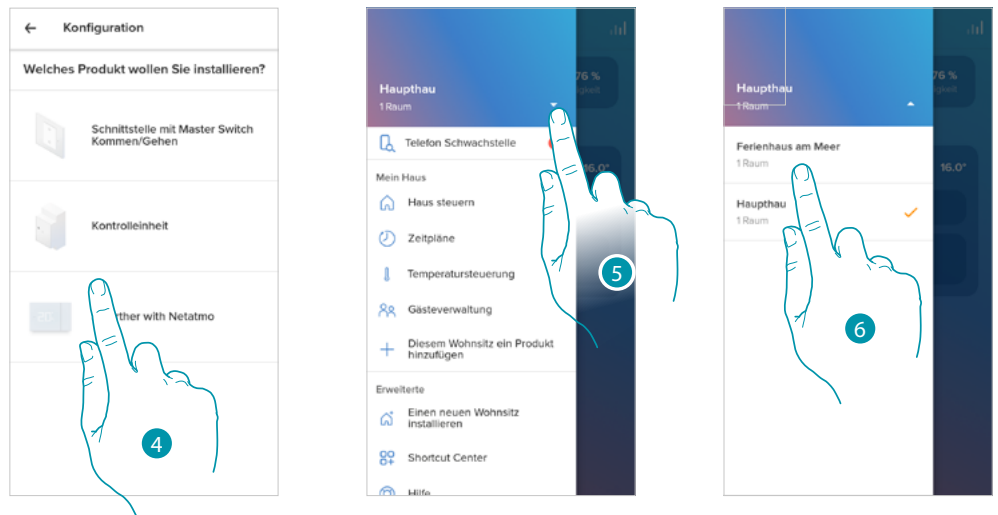 Konfiguration
Welches Produkt wollen Sie installieren?
Schnittstelle mit Master Switch
Kommen/Gehen
Kontrolleinheit
with Netatmo
4
Haupthau
1 Raum
76 %
Telefon Schwachstelle
Mein Haus
16.0°
Haus steuern
Zeitpläne
Temperatursteuerung
Gästeverwaltung
Diesem Wohnsitz ein Produkt
hinzufügen
Erweiterte
Einen neuen Wohnsitz
installieren
Shortcut Center
Hilfe
5
Haupthau
1 Raum
76 %
Ferienhaus am Meer
1 Raum
16.0°
Haupthau
1 Raum
6